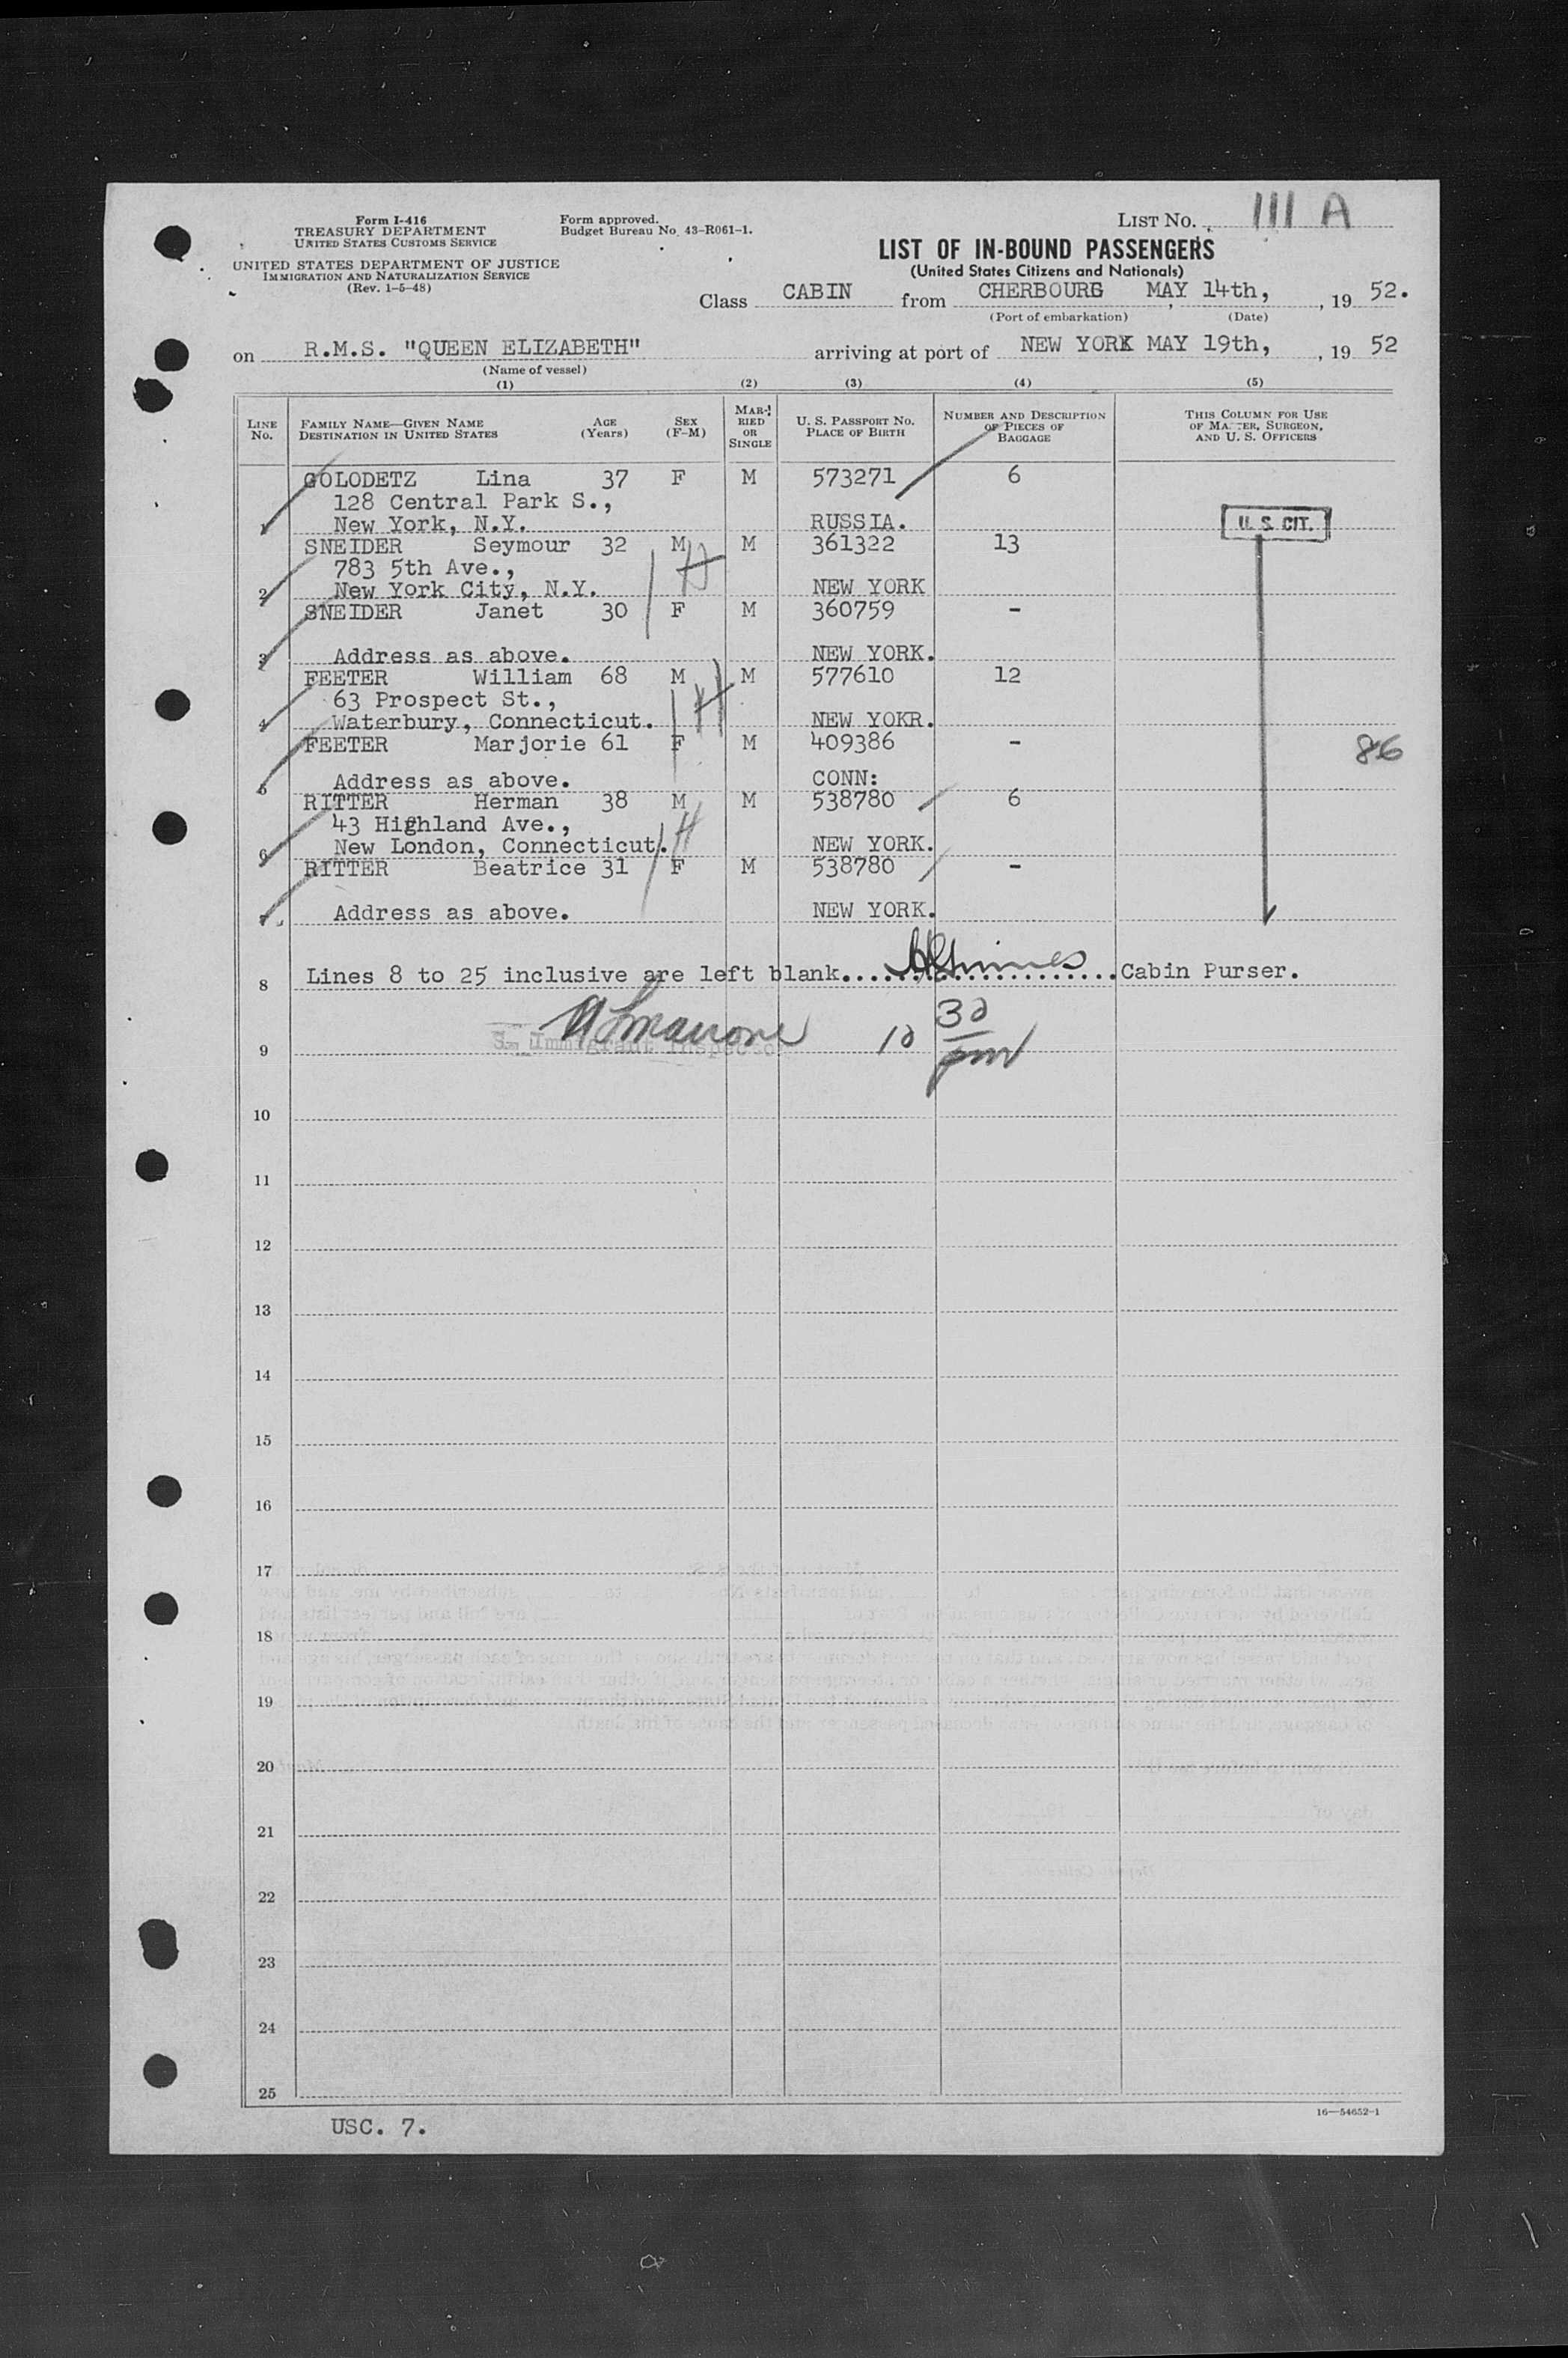 Form I-416
TREASURY DEPARTMENT
UNITED STATES CUSTOMS SERVICE
UNITED STATES DEPARTMENT OF JUSTICE
IMMIGRATION AND NATURALIZATION SERVICE
(Rev. 1-5-48)
Form approved.
Budget Bureau No. 43-R061-1.
LIST NO. 111 A
LIST OF IN-BOUND PASSENGERS
(United States Citizens and Nationals)
Class CABIN from CHERBOURG MAY 14th, , 19 52.
(Port of embarkation) (Date)
on R.M.S. "QUEEN ELIZABETH" arriving at port of NEW YORK MAY 19th, , 19 52
(Name of vessel)
(1) (2) (3) (4) (5)
LINE NO. FAMILY NAME—GIVEN NAME DESTINATION IN UNITED STATES AGE (Years) SEX (F-M) MARRIED OR SINGLE U. S. PASSPORT NO. PLACE OF BIRTH NUMBER AND DESCRIPTION OF PIECES OF BAGGAGE THIS COLUMN FOR USE OF MASTER, SURGEON, AND U. S. OFFICERS
GOLODETZ Lina 37 F M 573271 6
128 Central Park S.,
1 New York, N.Y. RUSSIA. U. S. CIT.
SNEIDER Seymour 32 M H M 361322 13
783 5th Ave.,
2 New York City, N.Y. NEW YORK
SNEIDER Janet 30 F M 360759 -
3 Address as above. NEW YORK.
FEETER William 68 M H M 577610 12
63 Prospect St.,
4 Waterbury, Connecticut. NEW YOKR.
FEETER Marjorie 61 F M 409386 - 86
5 Address as above. CONN:
RITTER Herman 38 M M 538780 6
43 Highland Ave., H
6 New London, Connecticut. NEW YORK.
RITTER Beatrice 31 F M 538780 -
7 Address as above. NEW YORK.
8 Lines 8 to 25 inclusive are left blank. Cabin Purser.
9 Immigrant Inspector 10 30 pm
10
11
12
13
14
15
16
17
18
19
20
21
22
23
24
25
16—54652-1
USC. 7.